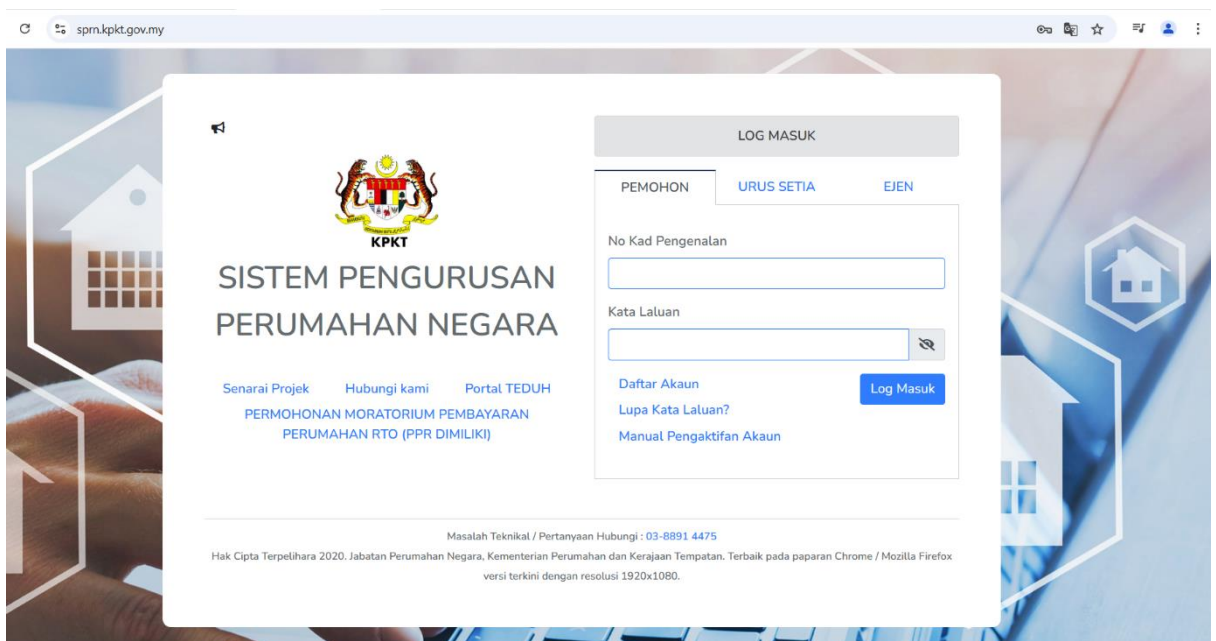 sprn.kpkt.gov.my
KPKT
SISTEM PENGURUSAN
PERUMAHAN NEGARA
Senarai Projek Hubungi kami Portal TEDUH
PERMOHONAN MORATORIUM PEMBAYARAN
PERUMAHAN RTO (PPR DIMILIKI)
LOG MASUK
PEMOHON URUS SETIA EJEN
No Kad Pengenalan
Kata Laluan
Daftar Akaun
Log Masuk
Lupa Kata Laluan?
Manual Pengaktifan Akaun
Masalah Teknikal / Pertanyaan Hubungi : 03-8891 4475
Hak Cipta Terpelihara 2020. Jabatan Perumahan Negara, Kementerian Perumahan dan Kerajaan Tempatan. Terbaik pada paparan Chrome / Mozilla Firefox
versi terkini dengan resolusi 1920x1080.